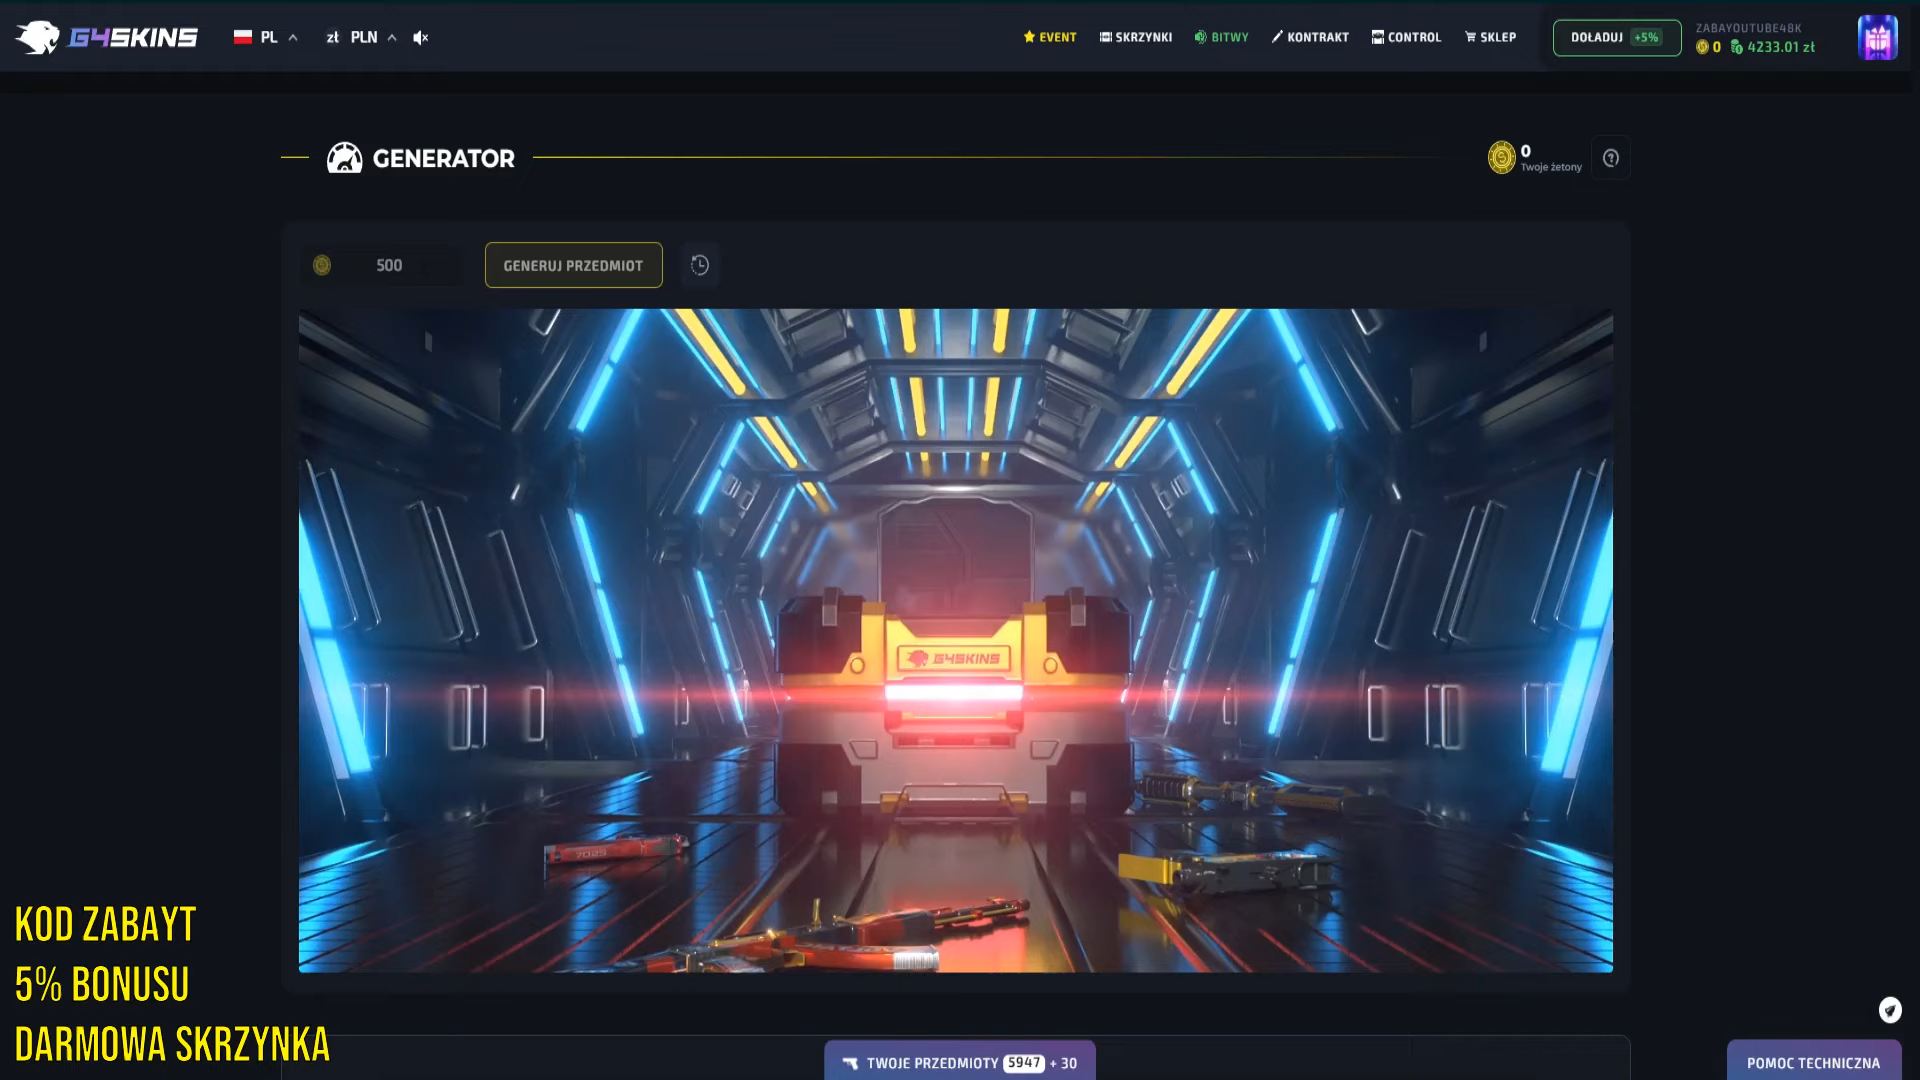 G4SKINS
PL
zł PLN
EVENT
SKRZYNKI
BITWY
KONTRAKT
CONTROL
SKLEP
DOŁADUJ +5%
ZABAYOUTUBE48K
0 4233.01 zł
GENERATOR
0
Twoje żetony
500
GENERUJ PRZEDMIOT
G4SKINS
KOD ZABAYT
5% BONUSU
DARMOWA SKRZYNKA
TWOJE PRZEDMIOTY 5947 + 30
POMOC TECHNICZNA